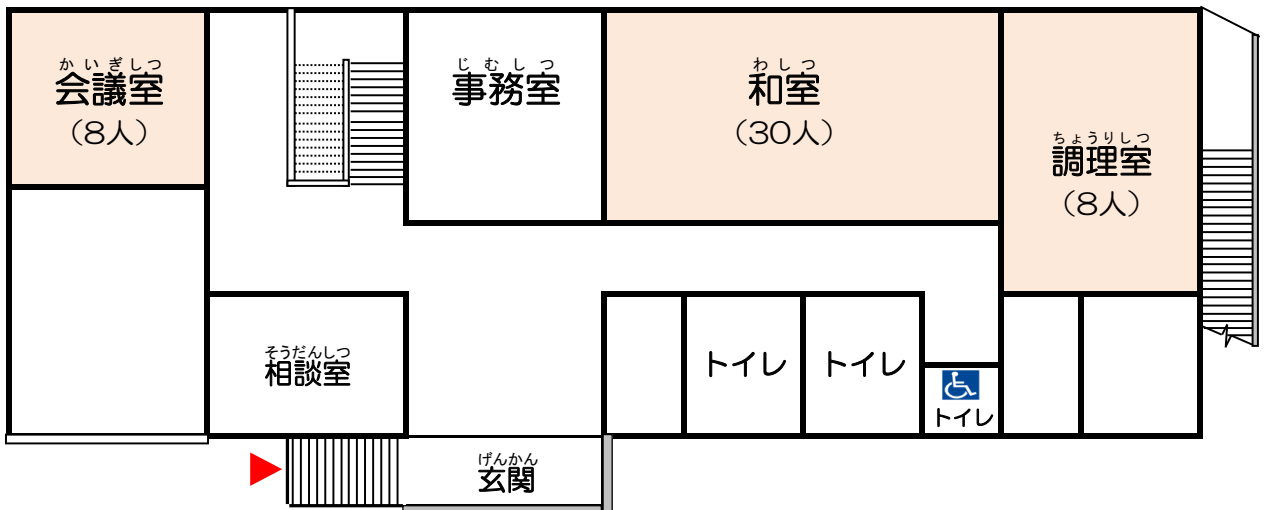 かいぎしつ
会議室
（8人）
じむしつ
事務室
わしつ
和室
（30人）
ちょうりしつ
調理室
（8人）
そうだんしつ
相談室
トイレ
トイレ
トイレ
げんかん
玄関